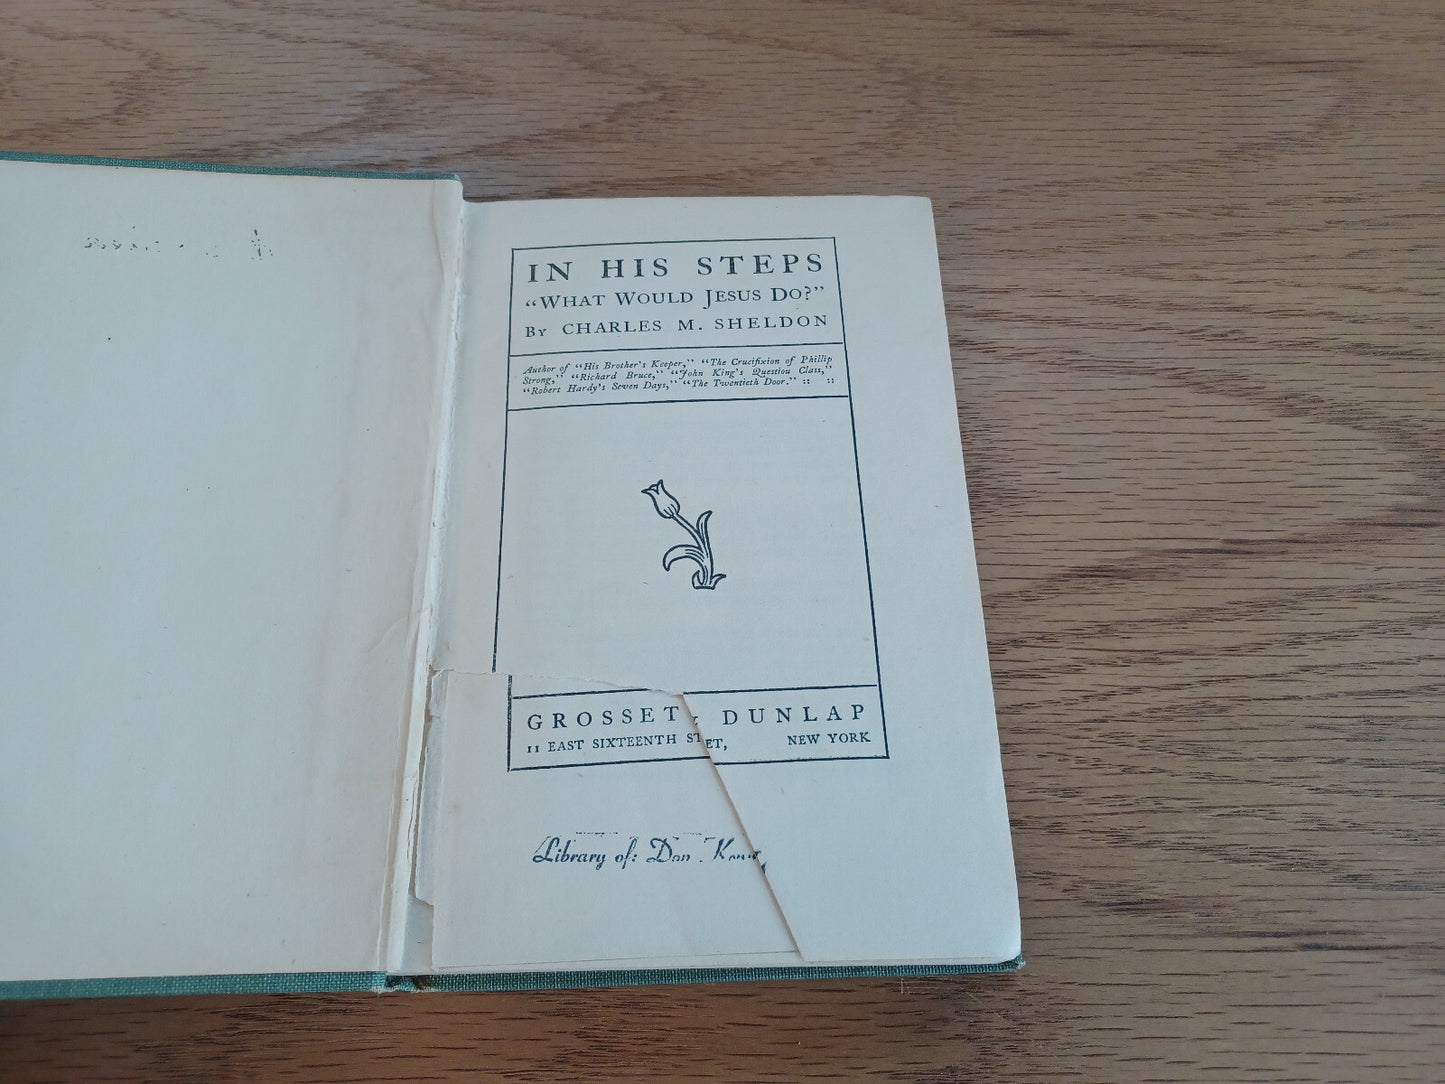 IN HIS STEPS
“WHAT WOULD JESUS DO?”
BY CHARLES M. SHELDON
Author of “His Brother's Keeper,” “The Crucifixion of Phillip
Strong,” “Richard Bruce,” “John King's Question Class,”
“Robert Hardy's Seven Days,” “The Twentieth Door.” :: ::
GROSSET DUNLAP
11 EAST SIXTEENTH ST ET, NEW YORK
Library of: Don